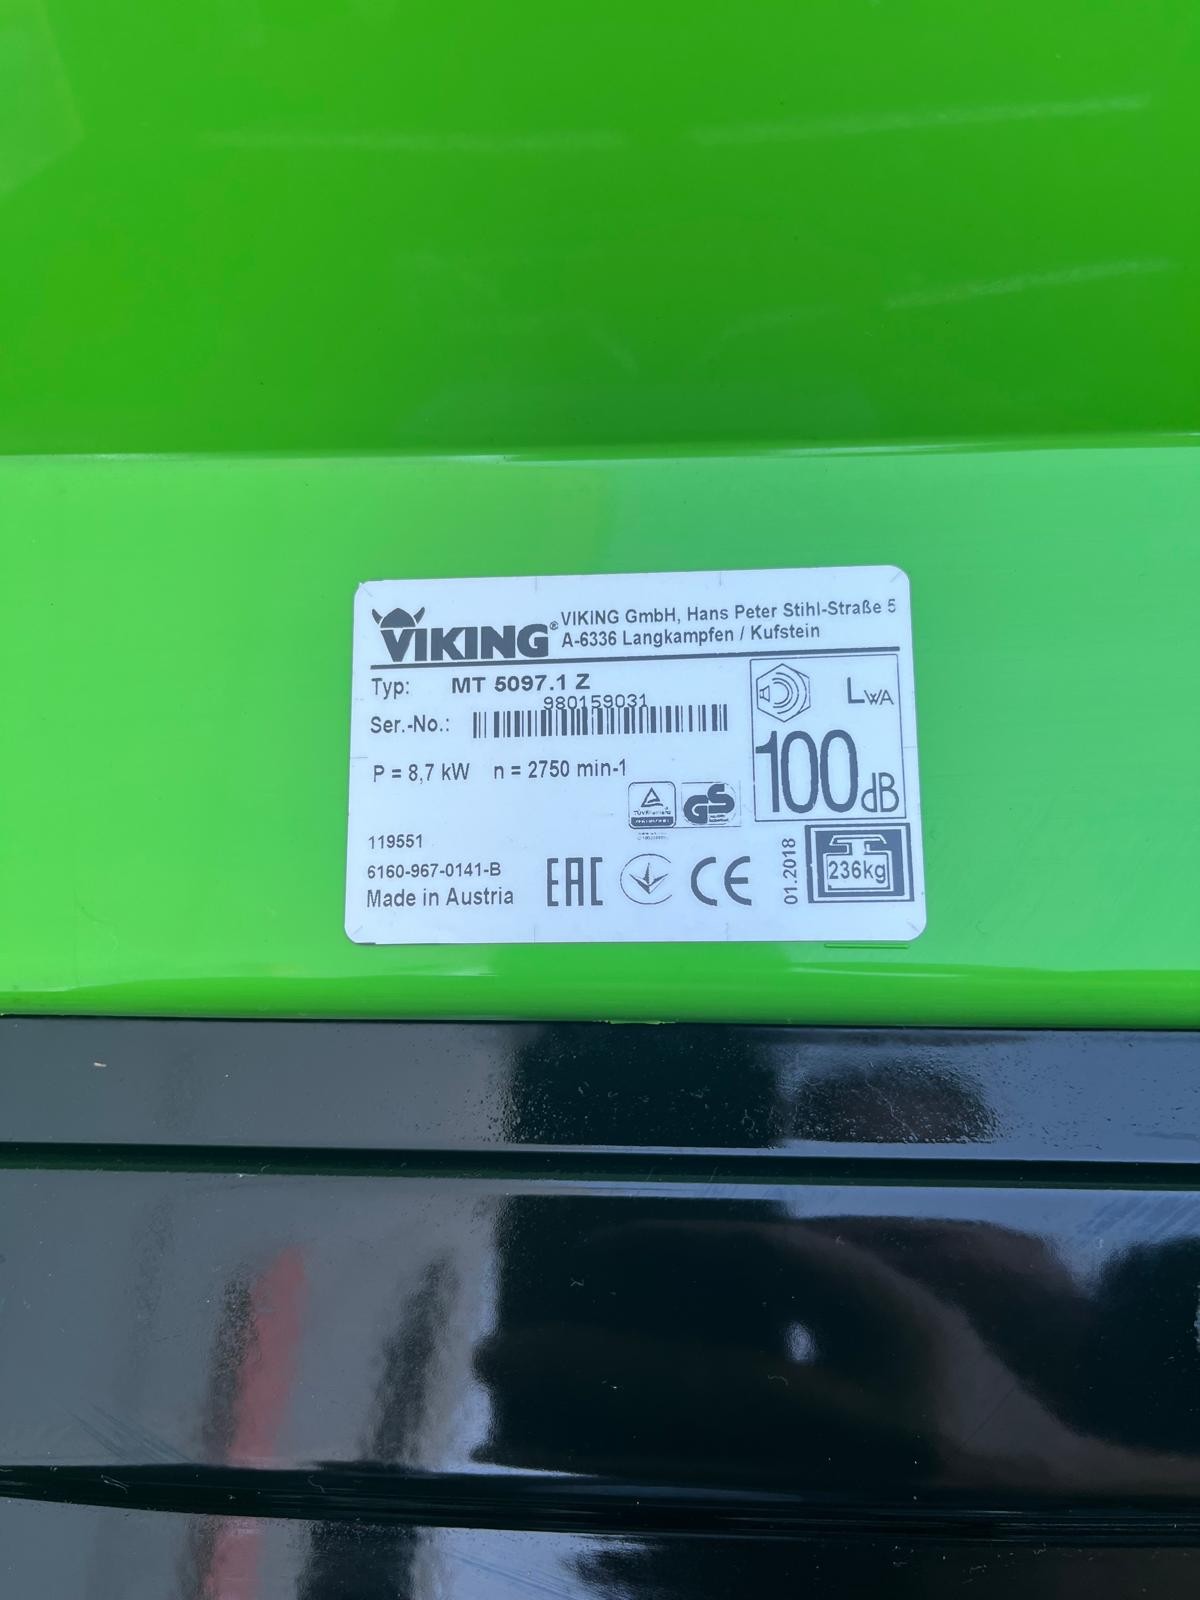 VIKING®
VIKING GmbH, Hans Peter Stihl-Straße 5
A-6336 Langkampfen / Kufstein
Typ: MT 5097.1 Z
980159031
Ser.-No.:
P = 8,7 kW n = 2750 min-1
LWA
100dB
GS
119551
6160-967-0141-B
Made in Austria
EAC
CE
01.2018
236kg